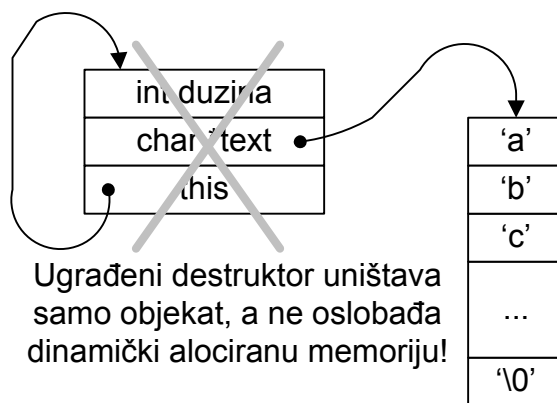 int duzina
char *text
this
Ugrađeni destruktor uništava
samo objekat, a ne oslobađa
dinamički alociranu memoriju!
‘a’
‘b’
‘c’
...
‘\0’